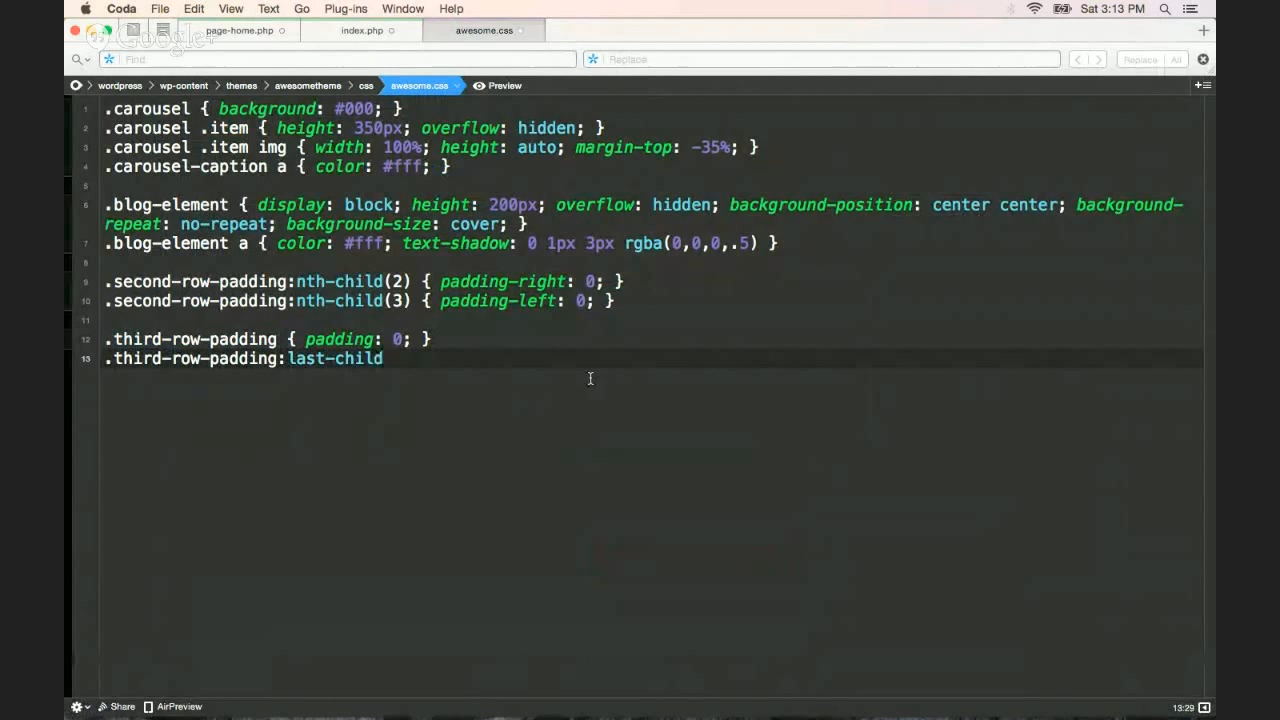 Coda File Edit View Text Go Plug-ins Window Help Sat 3:13 PM
Google+
page-home.php index.php awesome.css
Find Replace Replace All
wordpress wp-content themes awesometheme css awesome.css Preview
1 .carousel { background: #000; }
2 .carousel .item { height: 350px; overflow: hidden; }
3 .carousel .item img { width: 100%; height: auto; margin-top: -35%; }
4 .carousel-caption a { color: #fff; }
5
6 .blog-element { display: block; height: 200px; overflow: hidden; background-position: center center; background-
repeat: no-repeat; background-size: cover; }
7 .blog-element a { color: #fff; text-shadow: 0 1px 3px rgba(0,0,0,.5) }
8
9 .second-row-padding:nth-child(2) { padding-right: 0; }
10 .second-row-padding:nth-child(3) { padding-left: 0; }
11
12 .third-row-padding { padding: 0; }
13 .third-row-padding:last-child
Share AirPreview 13:29